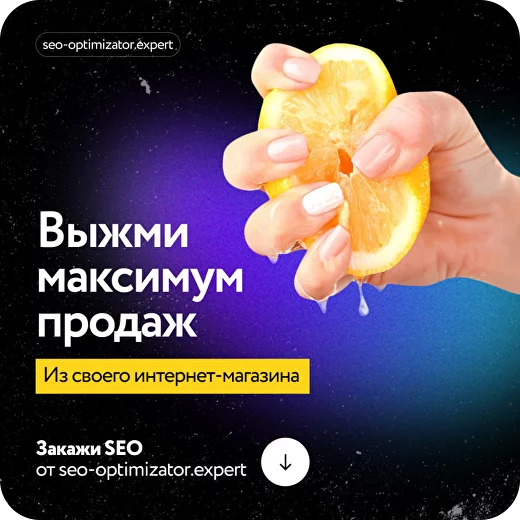 seo-optimizator.expert
Выжми
максимум
продаж
Из своего интернет-магазина
Закажи SEO
от seo-optimizator.expert